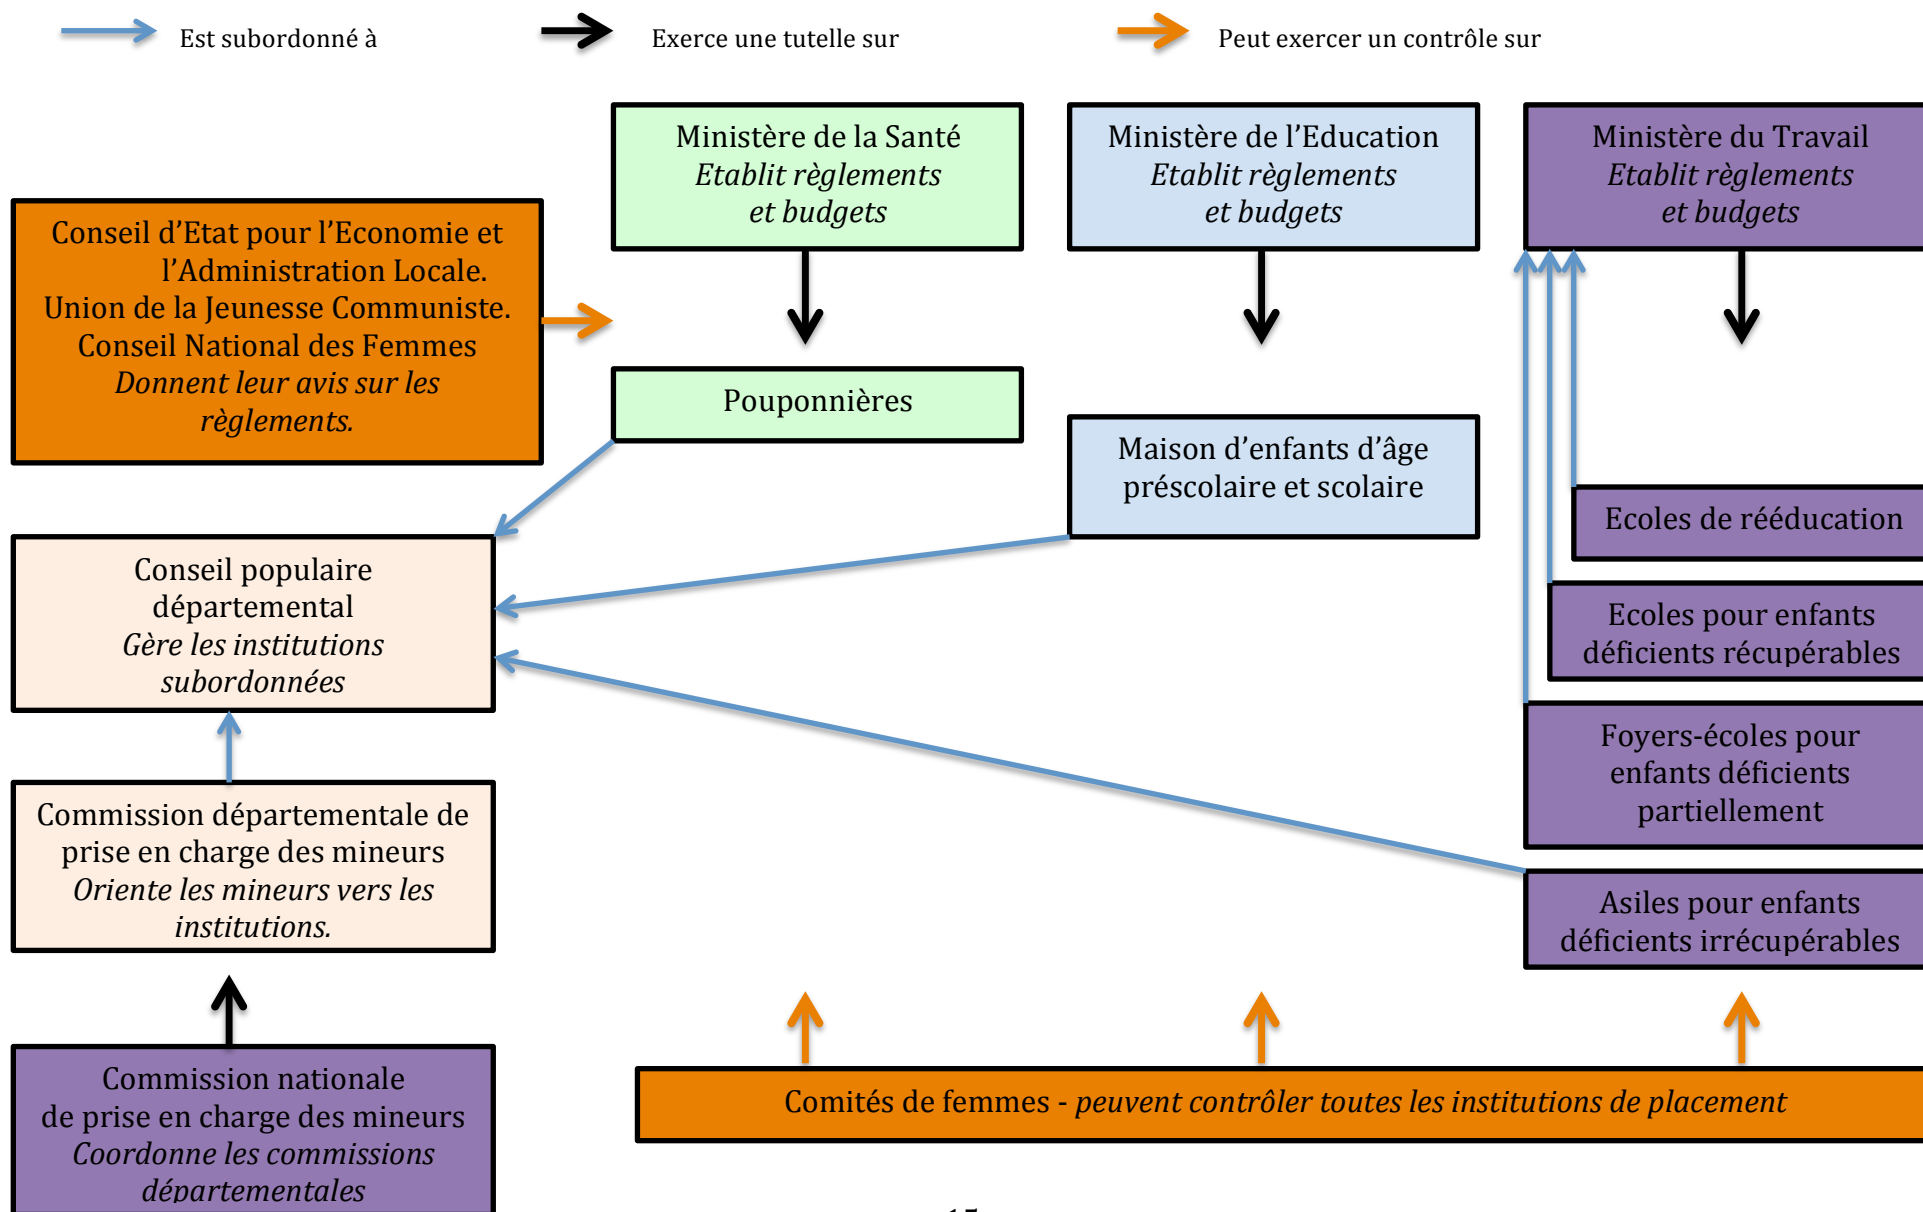 Est subordonné à
Exerce une tutelle sur
Peut exercer un contrôle sur
Ministère de la Santé
Etablit règlements
et budgets
Ministère de l’Education
Etablit règlements
et budgets
Ministère du Travail
Etablit règlements
et budgets
Conseil d’Etat pour l’Economie et
l’Administration Locale.
Union de la Jeunesse Communiste.
Conseil National des Femmes
Donnent leur avis sur les
règlements.
Pouponnières
Maison d’enfants d’âge
préscolaire et scolaire
Ecoles de rééducation
Conseil populaire
départemental
Gère les institutions
subordonnées
Ecoles pour enfants
déficients récupérables
Foyers-écoles pour
enfants déficients
partiellement
Commission départementale de
prise en charge des mineurs
Oriente les mineurs vers les
institutions.
Asiles pour enfants
déficients irrécupérables
Commission nationale
de prise en charge des mineurs
Coordonne les commissions
départementales
Comités de femmes - peuvent contrôler toutes les institutions de placement